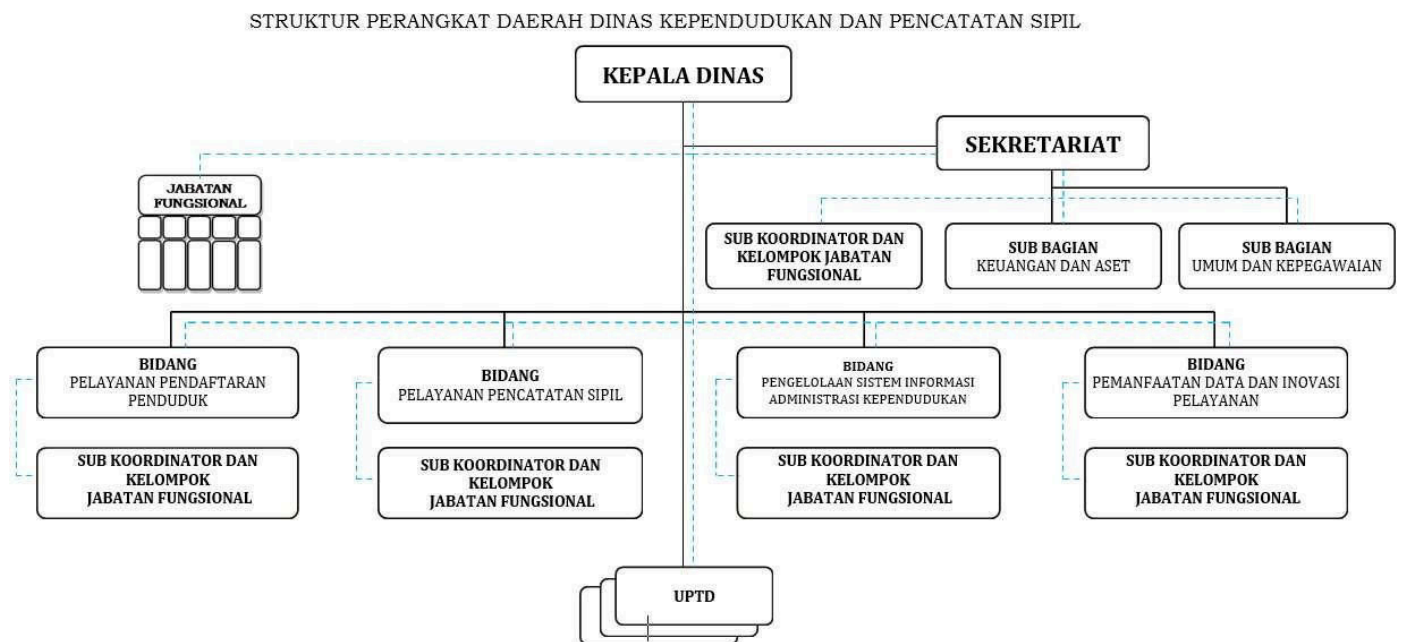 STRUKTUR PERANGKAT DAERAH DINAS KEPENDUDUKAN DAN PENCATATAN SIPIL
KEPALA DINAS
SEKRETARIAT
JABATAN
FUNGSIONAL
SUB KOORDINATOR DAN
KELOMPOK JABATAN
FUNGSIONAL
SUB BAGIAN
KEUANGAN DAN ASET
SUB BAGIAN
UMUM DAN KEPEGAWAIAN
BIDANG
PELAYANAN PENDAFTARAN
PENDUDUK
BIDANG
PELAYANAN PENCATATAN SIPIL
BIDANG
PENGELOLAAN SISTEM INFORMASI
ADMINISTRASI KEPENDUDUKAN
BIDANG
PEMANFAATAN DATA DAN INOVASI
PELAYANAN
SUB KOORDINATOR DAN
KELOMPOK
JABATAN FUNGSIONAL
SUB KOORDINATOR DAN
KELOMPOK
JABATAN FUNGSIONAL
SUB KOORDINATOR DAN
KELOMPOK
JABATAN FUNGSIONAL
SUB KOORDINATOR DAN
KELOMPOK
JABATAN FUNGSIONAL
UPTD